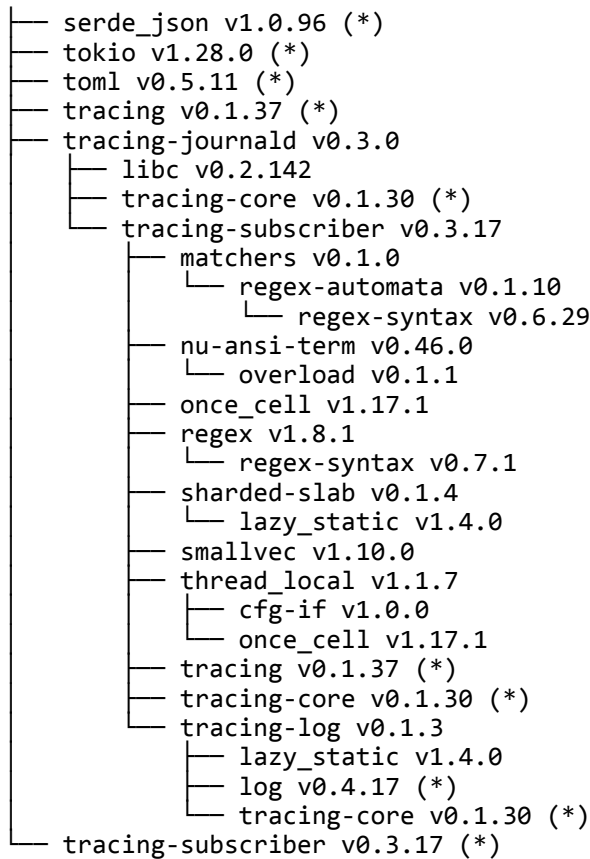 ├── serde_json v1.0.96 (*)
├── tokio v1.28.0 (*)
├── toml v0.5.11 (*)
├── tracing v0.1.37 (*)
├── tracing-journald v0.3.0
│   ├── libc v0.2.142
│   ├── tracing-core v0.1.30 (*)
│   └── tracing-subscriber v0.3.17
│       ├── matchers v0.1.0
│       │   └── regex-automata v0.1.10
│       │       └── regex-syntax v0.6.29
│       ├── nu-ansi-term v0.46.0
│       │   └── overload v0.1.1
│       ├── once_cell v1.17.1
│       ├── regex v1.8.1
│       │   └── regex-syntax v0.7.1
│       ├── sharded-slab v0.1.4
│       │   └── lazy_static v1.4.0
│       ├── smallvec v1.10.0
│       ├── thread_local v1.1.7
│       │   ├── cfg-if v1.0.0
│       │   └── once_cell v1.17.1
│       ├── tracing v0.1.37 (*)
│       ├── tracing-core v0.1.30 (*)
│       └── tracing-log v0.1.3
│           ├── lazy_static v1.4.0
│           ├── log v0.4.17 (*)
│           └── tracing-core v0.1.30 (*)
└── tracing-subscriber v0.3.17 (*)